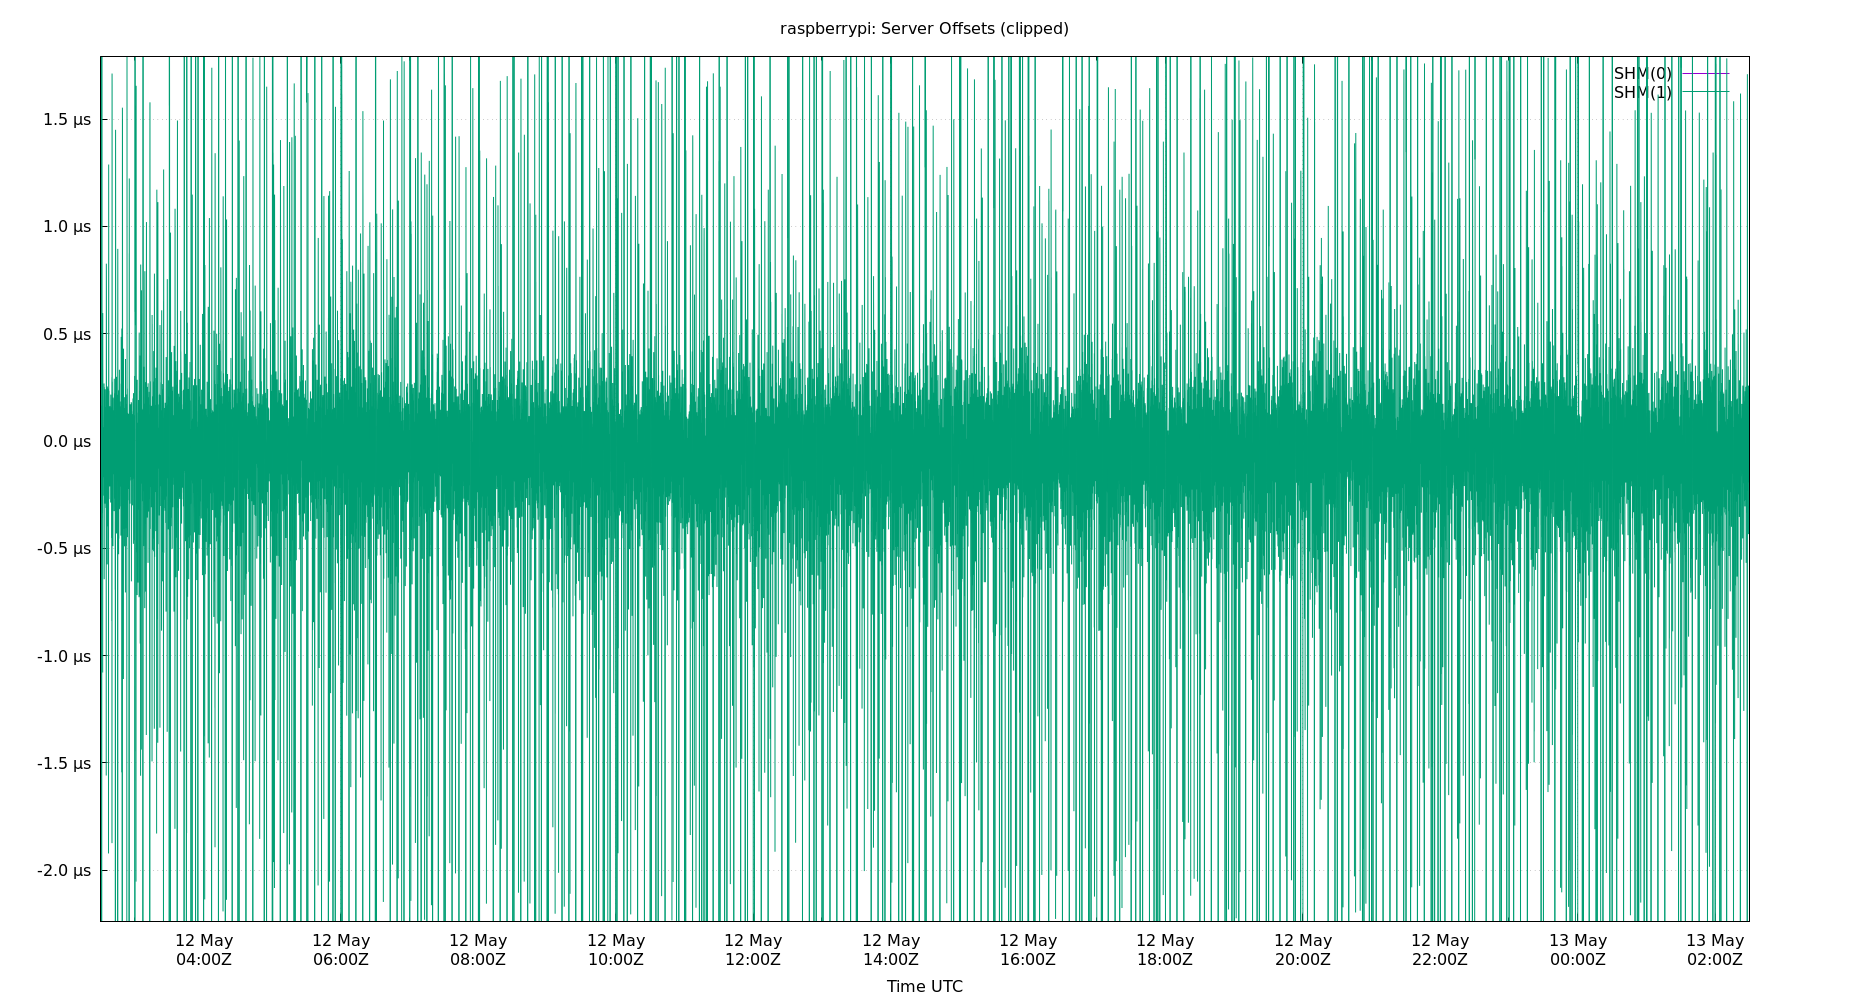 raspberrypi: Server Offsets (clipped)
SHM(0)
SHM(1)
1.5 µs
1.0 µs
0.5 µs
0.0 µs
-0.5 µs
-1.0 µs
-1.5 µs
-2.0 µs
12 May 12 May 12 May 12 May 12 May 12 May 12 May 12 May 12 May 12 May 13 May 13 May
04:00Z 06:00Z 08:00Z 10:00Z 12:00Z 14:00Z 16:00Z 18:00Z 20:00Z 22:00Z 00:00Z 02:00Z
Time UTC